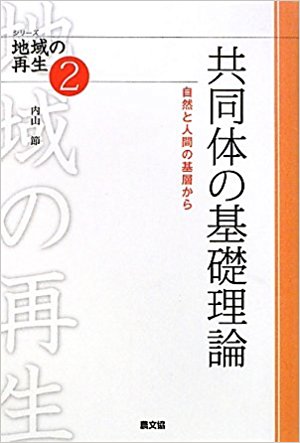 シリーズ
地域の
再生
2
内山 節
共同体の基礎理論
自然と人間の基層から
地域の再生
農文協